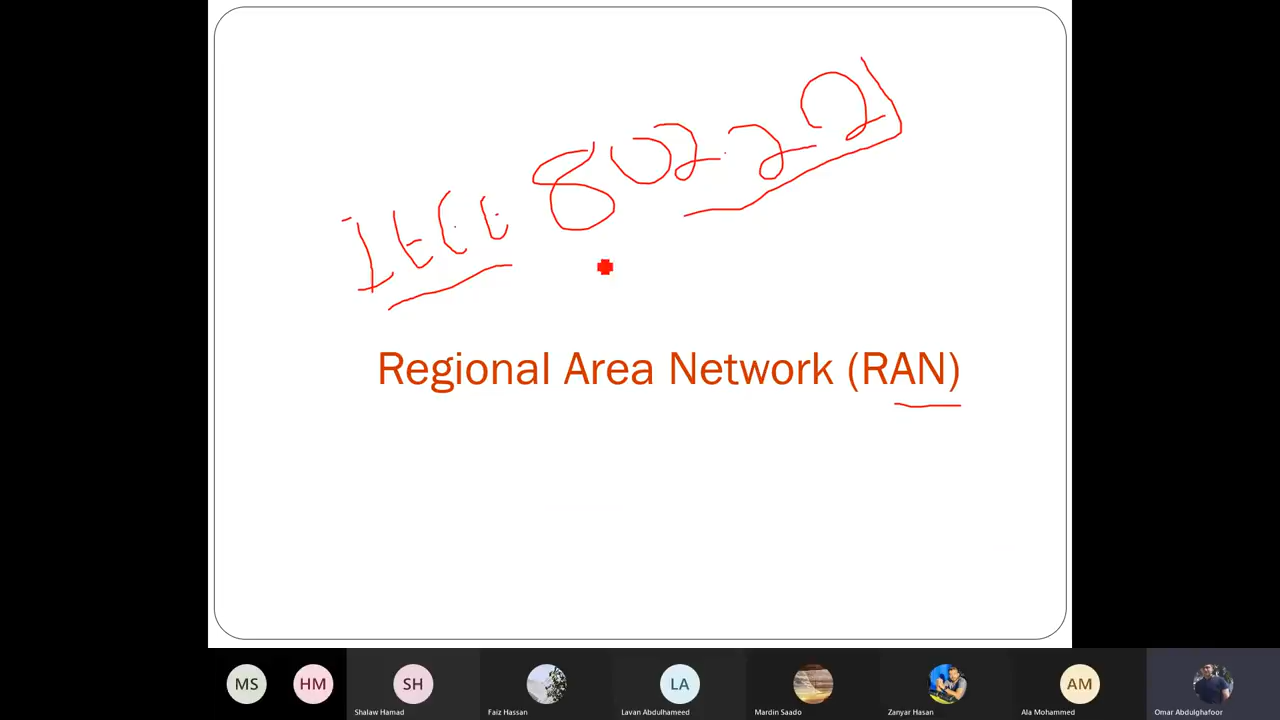 IEEE 802.22
Regional Area Network (RAN)
MS
HM
SH
LA
AM
Shalaw Hamad
Faiz Hassan
Lavan Abdulhameed
Mardin Saado
Zanyar Hasan
Ala Mohammed
Omar Abdulghafoor